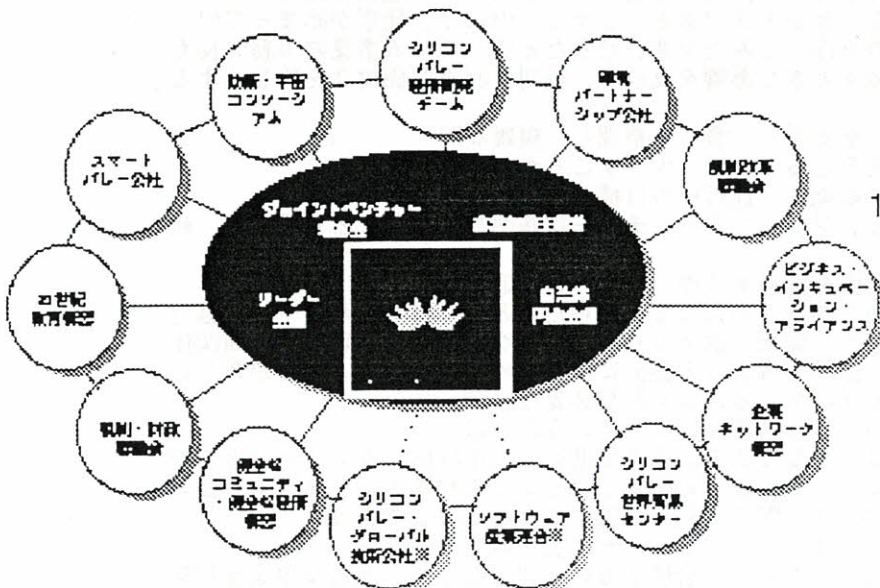 シリコン
バレー
経済開発
チーム
防衛・宇宙
コンソーシ
アム
環境
パートナー
シップ公社
スマート
バレー公社
規制改革
評議会
ジョイントベンチャー
リーダー
会議
自治体
円卓会議
21世紀
教育構想
ビジネス・
インキュベー
ション・
アライアンス
税制・財政
評議会
企業
ネットワーク
構想
健全な
コミュニティ
・健全な経済
構想
シリコン
バレー・
グローバル
技術公社※
ソフトウェア
産業連合※
シリコン
バレー
世界貿易
センター
1